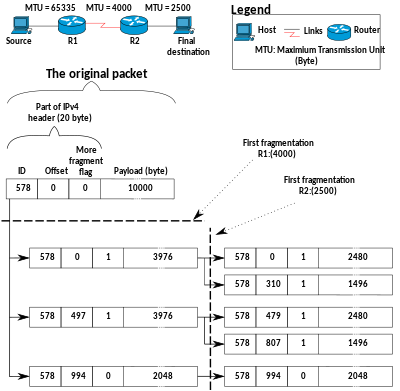 MTU = 65335 MTU = 4000 MTU = 2500
Source R1 R2 Final destination
Legend
Host Links Router
MTU: Maximum Transmission Unit
(Byte)
The original packet
Part of IPv4
header (20 byte)
More
fragment
flag
ID Offset Payload (byte)
578 0 0 10000
First fragmentation
R1:(4000)
First fragmentation
R2:(2500)
578 0 1 3976
578 497 1 3976
578 994 0 2048
578 0 1 2480
578 310 1 1496
578 479 1 2480
578 807 1 1496
578 994 0 2048